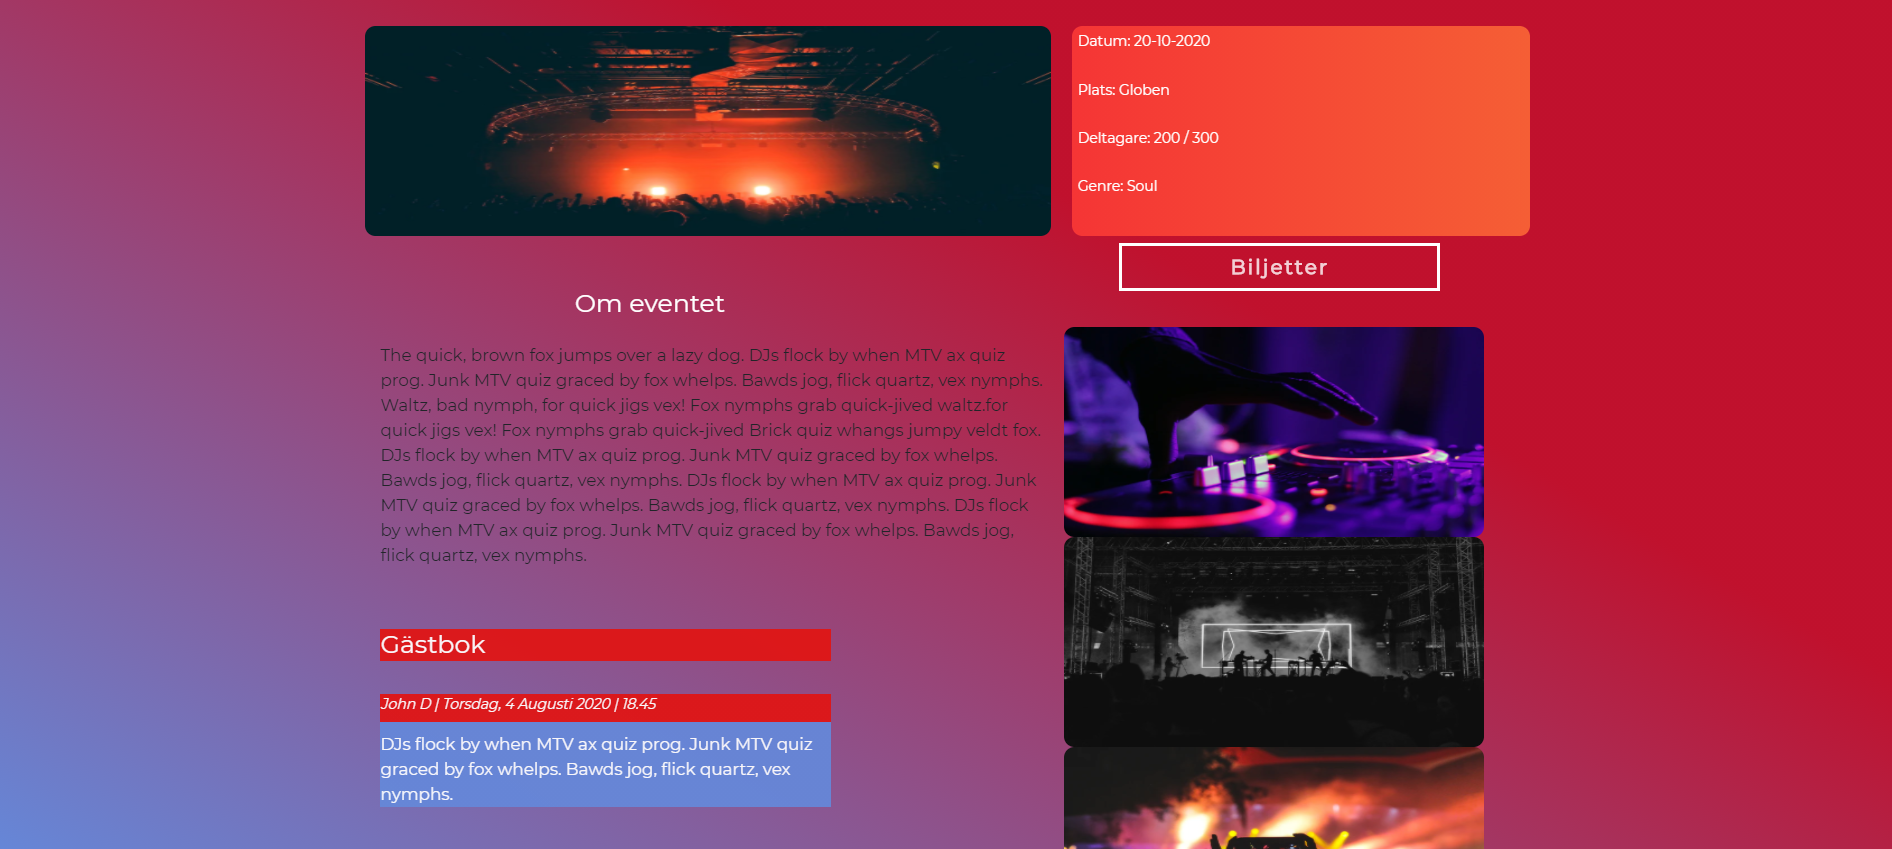 Datum: 20-10-2020
Plats: Globen
Deltagare: 200 / 300
Genre: Soul
Biljetter
Om eventet
The quick, brown fox jumps over a lazy dog. DJs flock by when MTV ax quiz
prog. Junk MTV quiz graced by fox whelps. Bawds jog, flick quartz, vex nymphs.
Waltz, bad nymph, for quick jigs vex! Fox nymphs grab quick-jived waltz.for
quick jigs vex! Fox nymphs grab quick-jived Brick quiz whangs jumpy veldt fox.
DJs flock by when MTV ax quiz prog. Junk MTV quiz graced by fox whelps.
Bawds jog, flick quartz, vex nymphs. DJs flock by when MTV ax quiz prog. Junk
MTV quiz graced by fox whelps. Bawds jog, flick quartz, vex nymphs. DJs flock
by when MTV ax quiz prog. Junk MTV quiz graced by fox whelps. Bawds jog,
flick quartz, vex nymphs.
Gästbok
John D | Torsdag, 4 Augusti 2020 | 18.45
DJs flock by when MTV ax quiz prog. Junk MTV quiz
graced by fox whelps. Bawds jog, flick quartz, vex
nymphs.